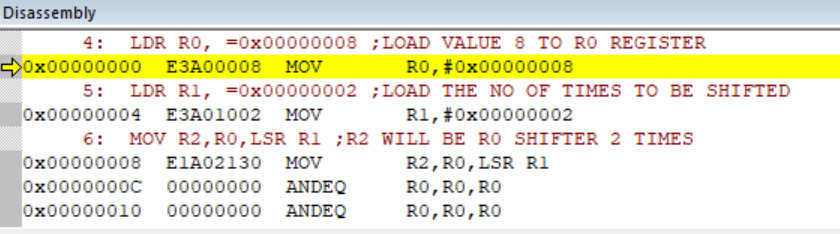 Disassembly
4: LDR R0, =0x00000008 ;LOAD VALUE 8 TO R0 REGISTER
0x00000000 E3A00008 MOV R0,#0x00000008
5: LDR R1, =0x00000002 ;LOAD THE NO OF TIMES TO BE SHIFTED
0x00000004 E3A01002 MOV R1,#0x00000002
6: MOV R2,R0,LSR R1 ;R2 WILL BE R0 SHIFTER 2 TIMES
0x00000008 E1A02130 MOV R2,R0,LSR R1
0x0000000C 00000000 ANDEQ R0,R0,R0
0x00000010 00000000 ANDEQ R0,R0,R0